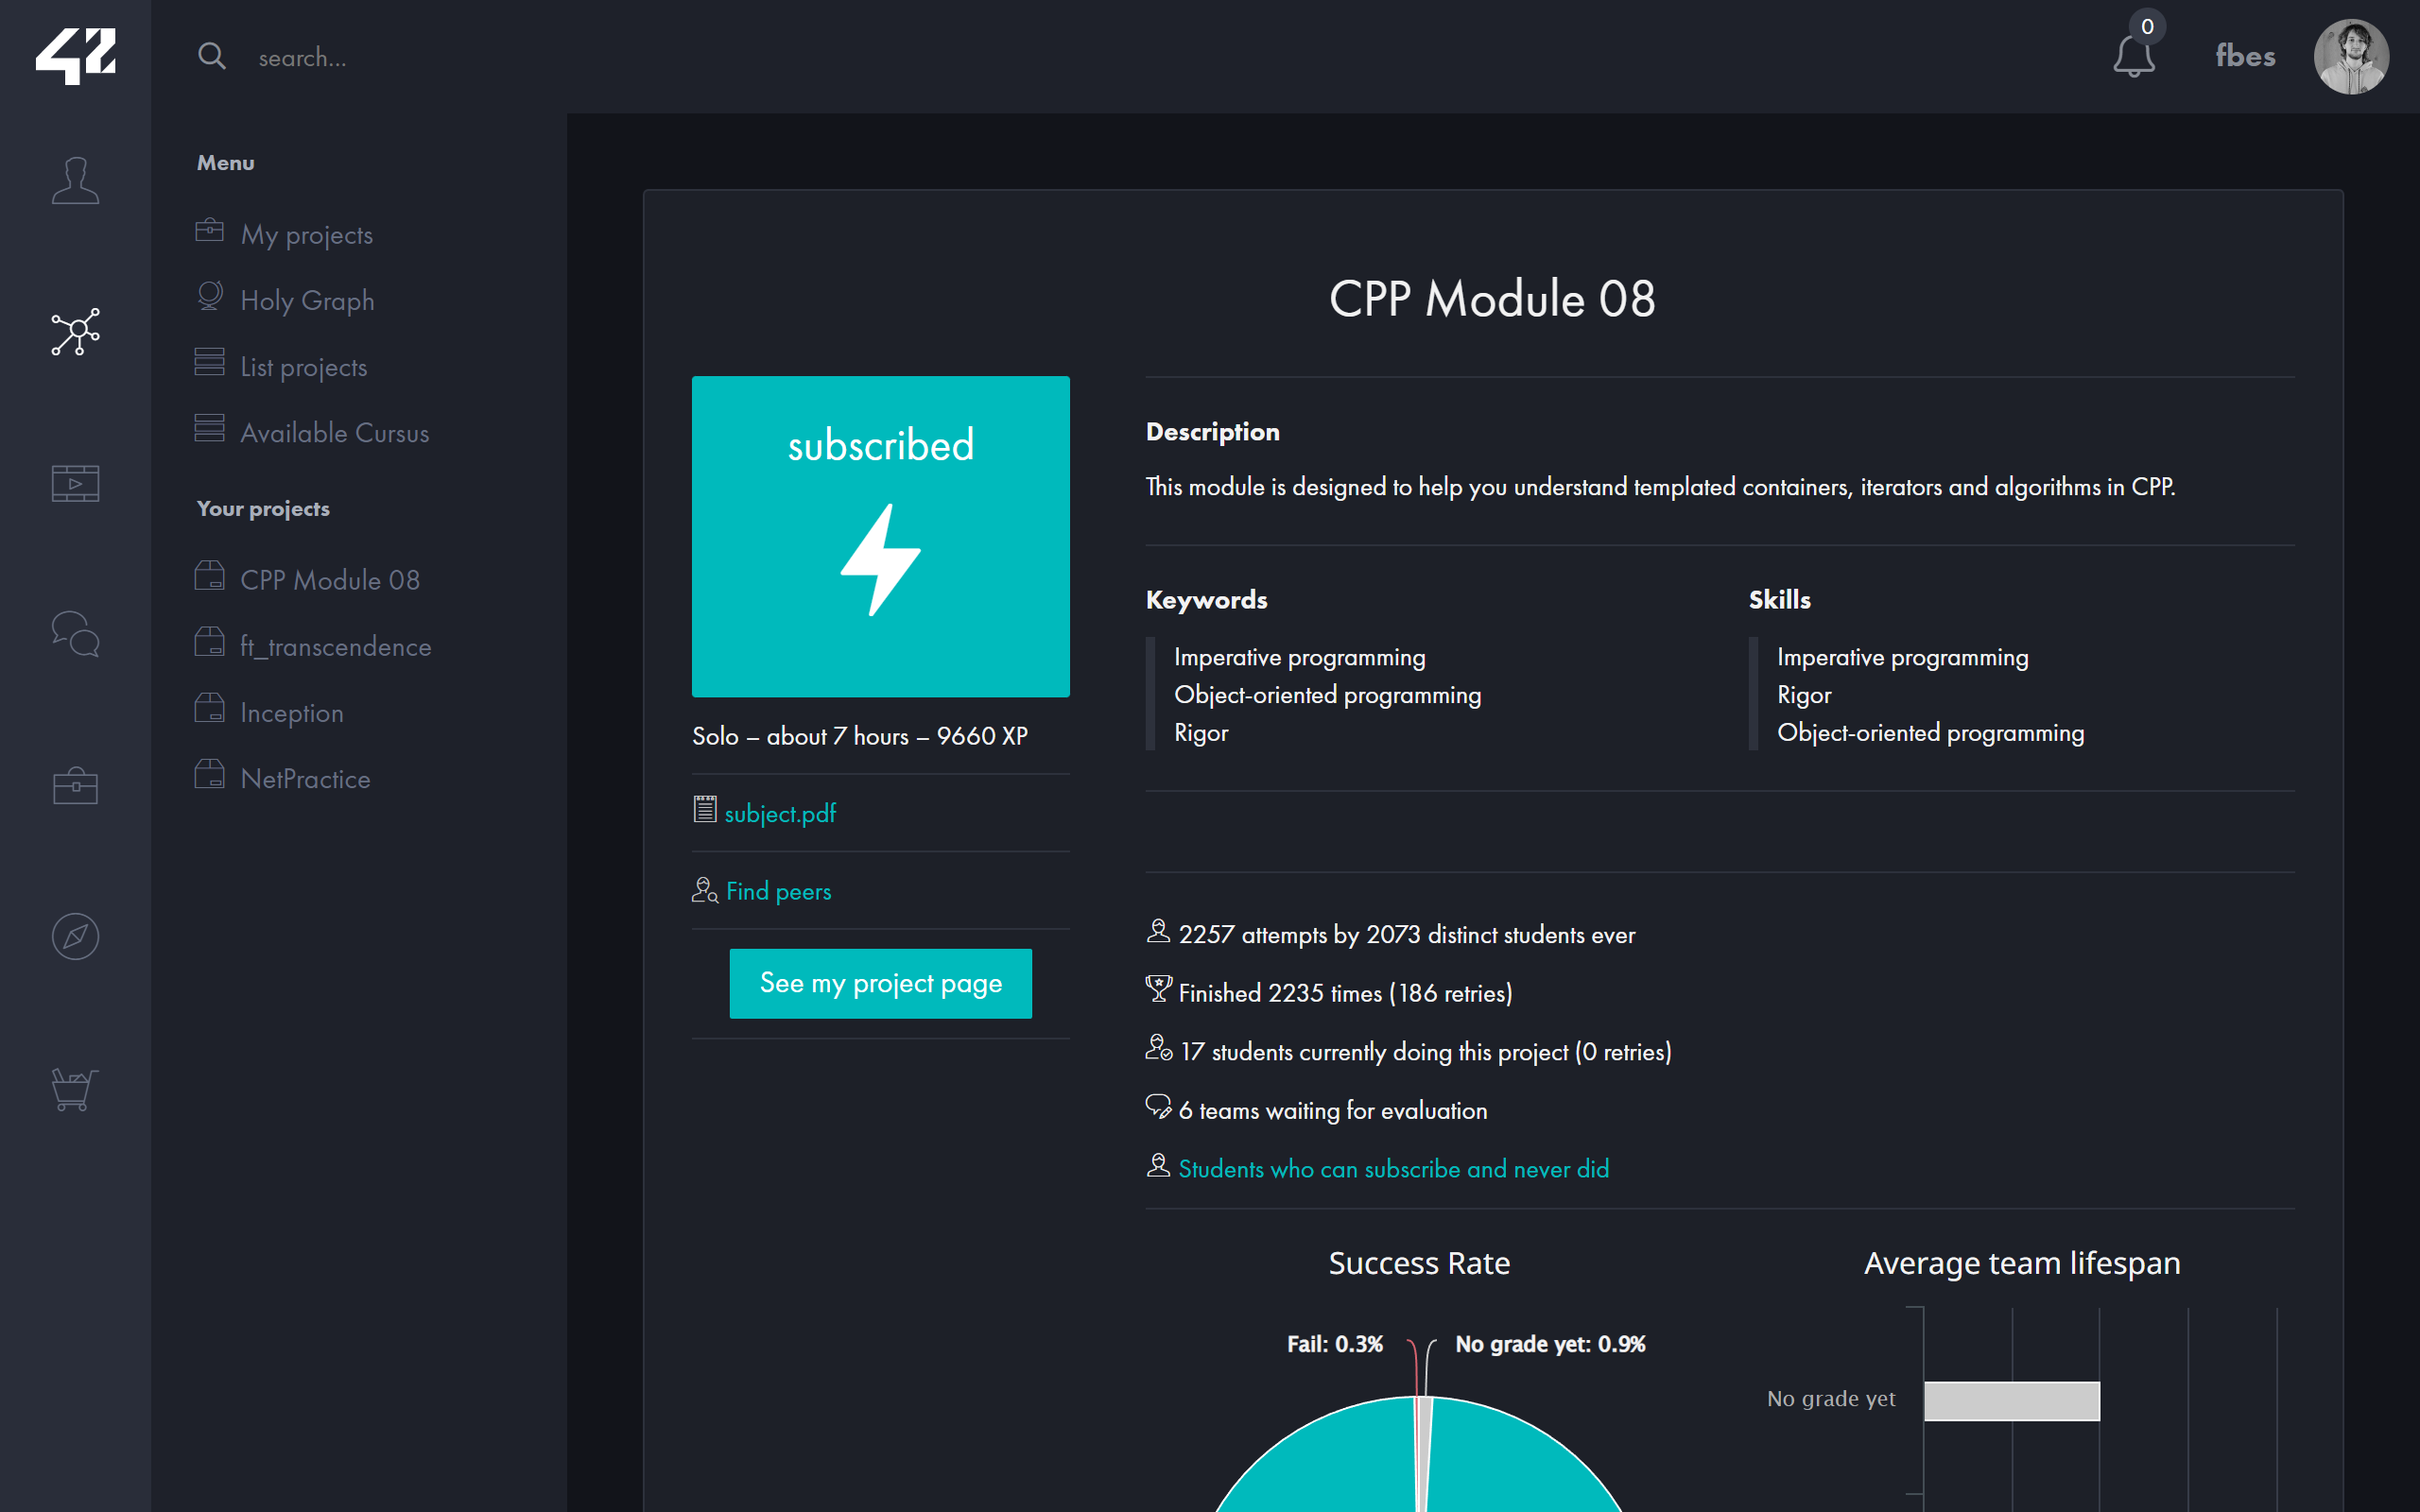 42
search...
0
fbes
Menu
My projects
Holy Graph
List projects
Available Cursus
Your projects
CPP Module 08
ft_transcendence
Inception
NetPractice
CPP Module 08
subscribed
Solo – about 7 hours – 9660 XP
subject.pdf
Find peers
See my project page
Description
This module is designed to help you understand templated containers, iterators and algorithms in CPP.
Keywords
Imperative programming
Object-oriented programming
Rigor
Skills
Imperative programming
Rigor
Object-oriented programming
2257 attempts by 2073 distinct students ever
Finished 2235 times (186 retries)
17 students currently doing this project (0 retries)
6 teams waiting for evaluation
Students who can subscribe and never did
Success Rate
Fail: 0.3%
No grade yet: 0.9%
Average team lifespan
No grade yet